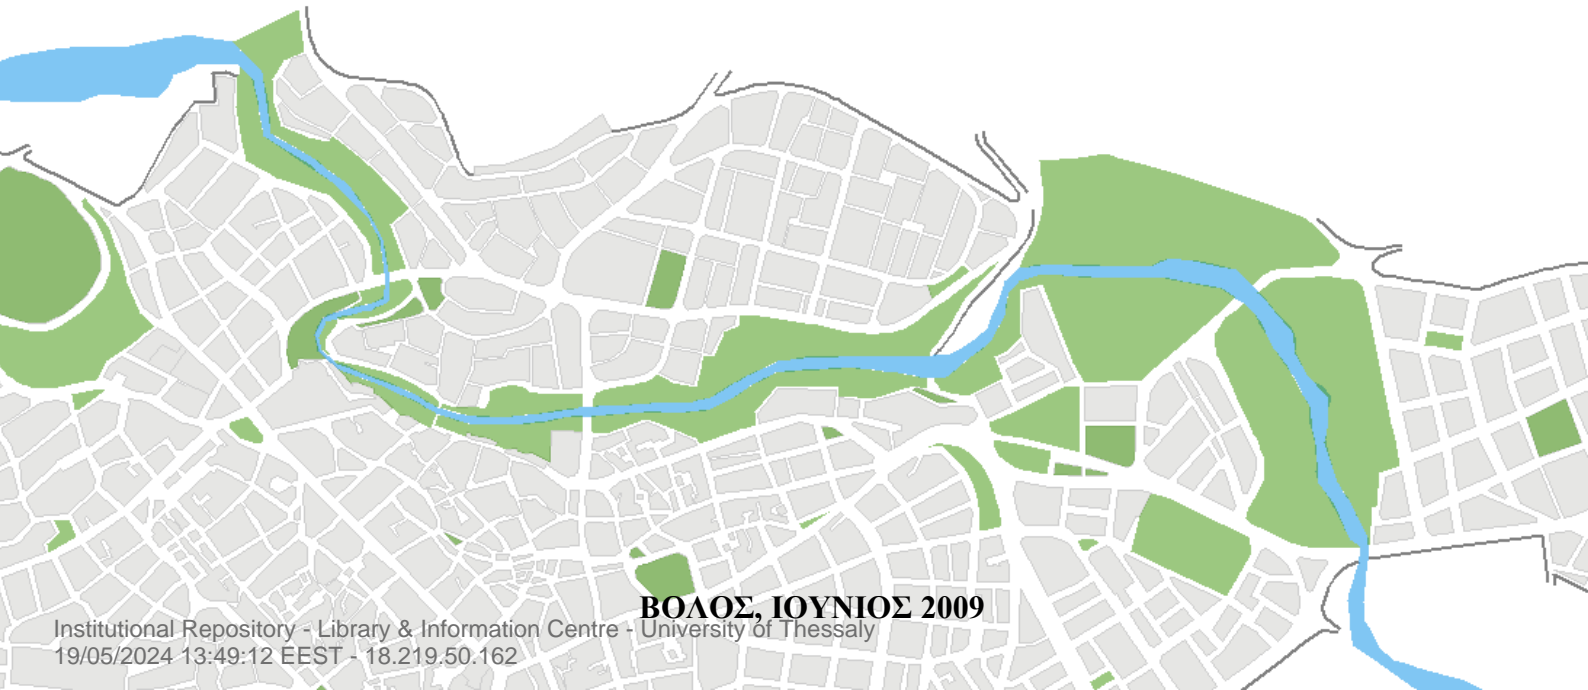 ΒΟΛΟΣ, ΙΟΥΝΙΟΣ 2009
Institutional Repository - Library & Information Centre - University of Thessaly
19/05/2024 13:49:12 EEST - 18.219.50.162